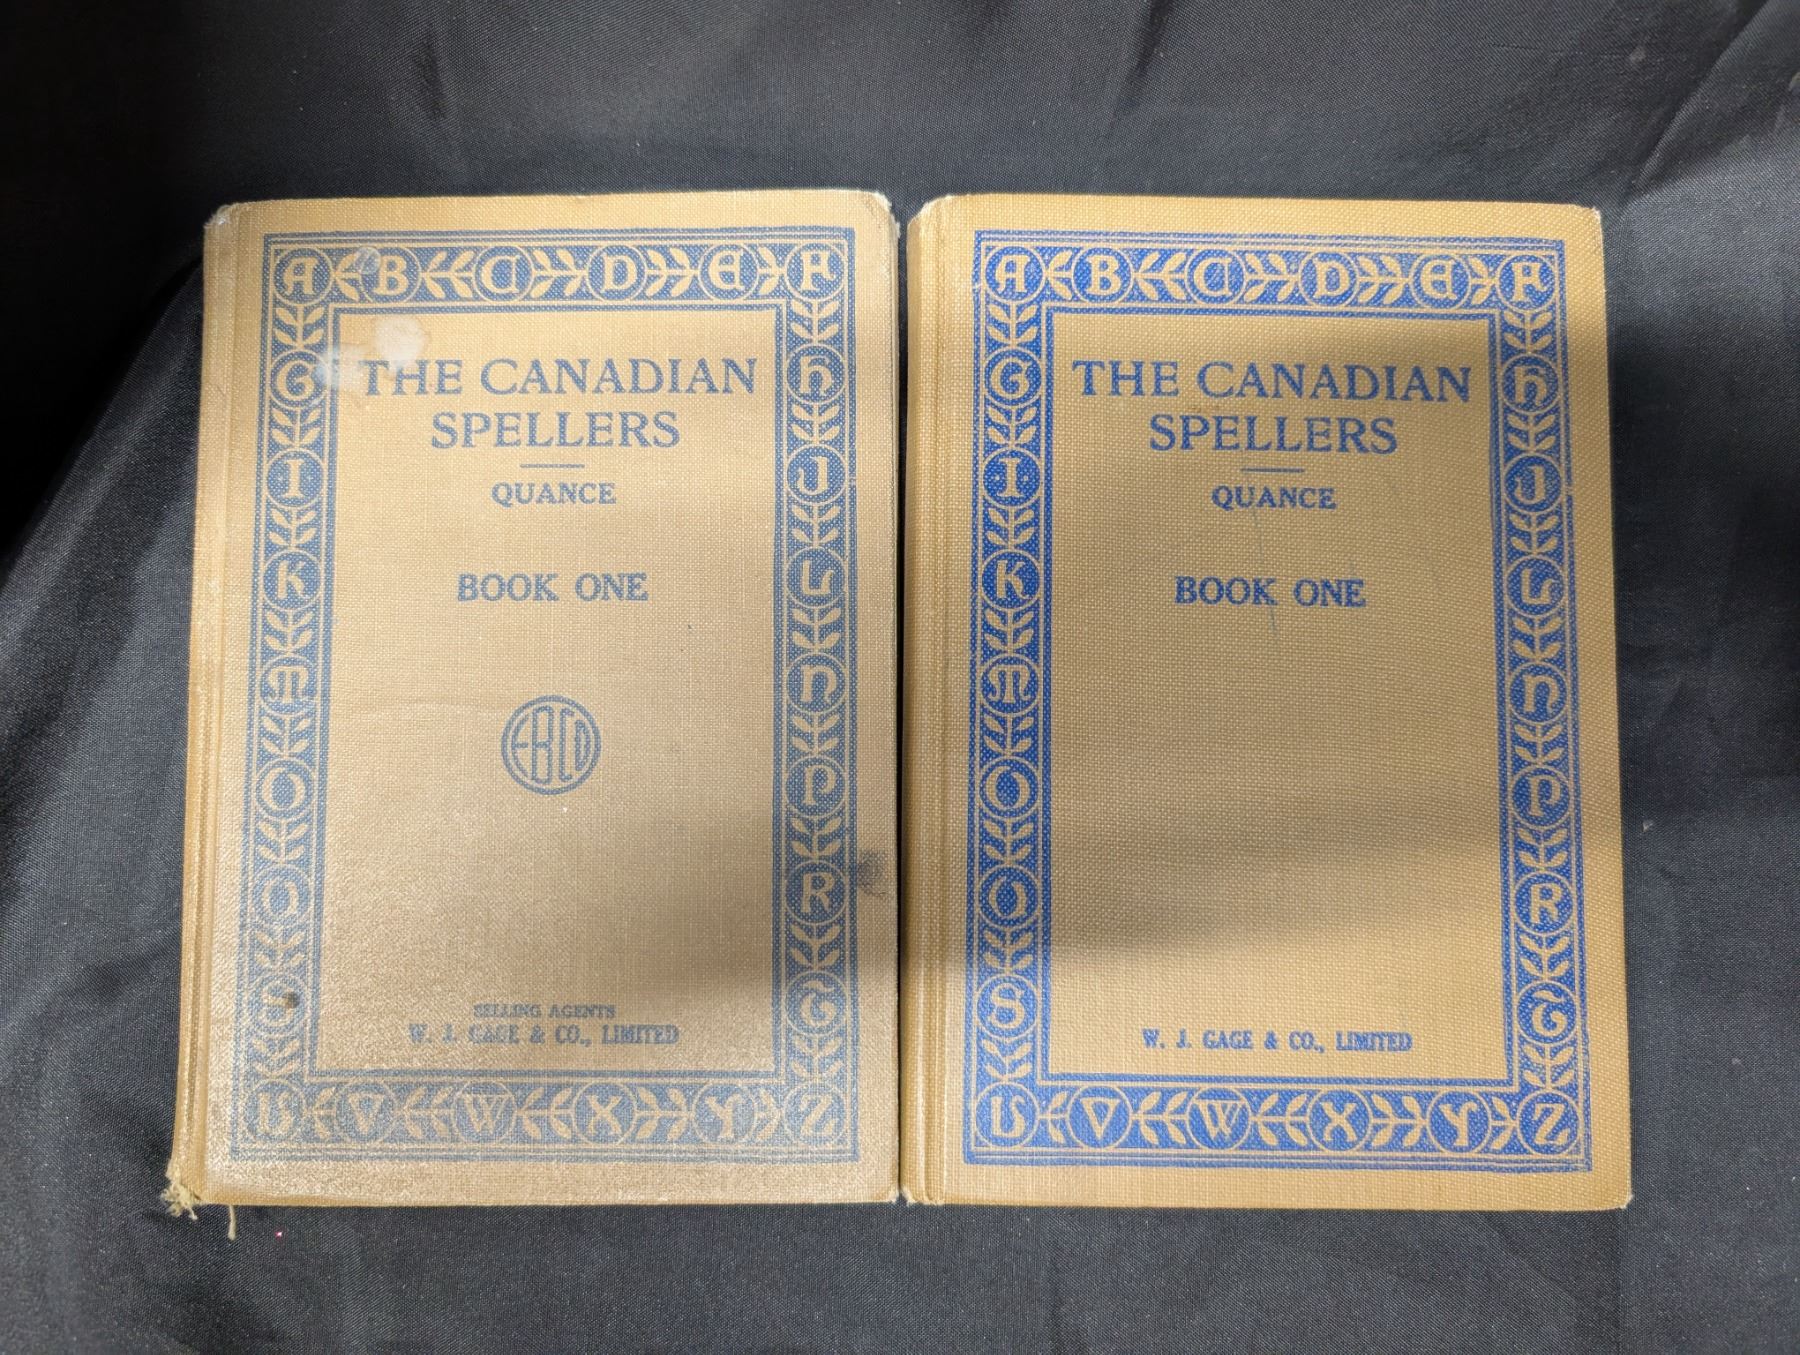 A B C D E F
G H
I J
K L
M N
O P
Q R
S T
U V W X Y Z
THE CANADIAN
SPELLERS
QUANCE
BOOK ONE
EBCO
SELLING AGENTS
W. J. GAGE & CO., LIMITED
A B C D E F
G H
I J
K L
M N
O P
Q R
S T
U V W X Y Z
THE CANADIAN
SPELLERS
QUANCE
BOOK ONE
W. J. GAGE & CO., LIMITED